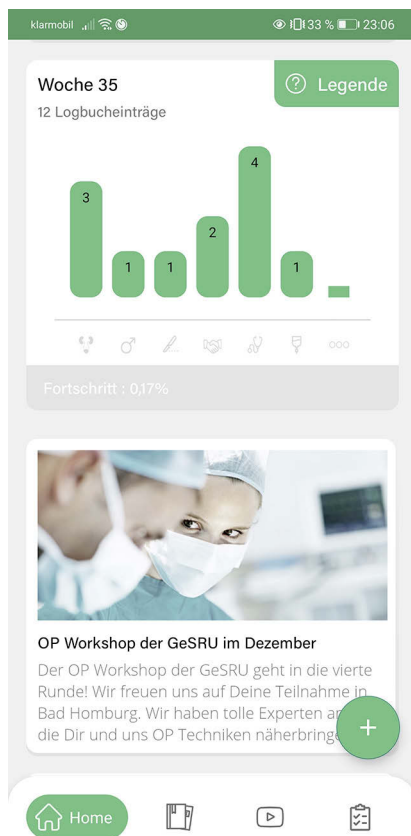 klarmobil 33 % 23:06
Woche 35
Legende
12 Logbucheinträge
3
1
1
2
4
1
Fortschritt : 0,17%
OP Workshop der GeSRU im Dezember
Der OP Workshop der GeSRU geht in die vierte
Runde! Wir freuen uns auf Deine Teilnahme in
Bad Homburg. Wir haben tolle Experten
die Dir und uns OP Techniken
Home